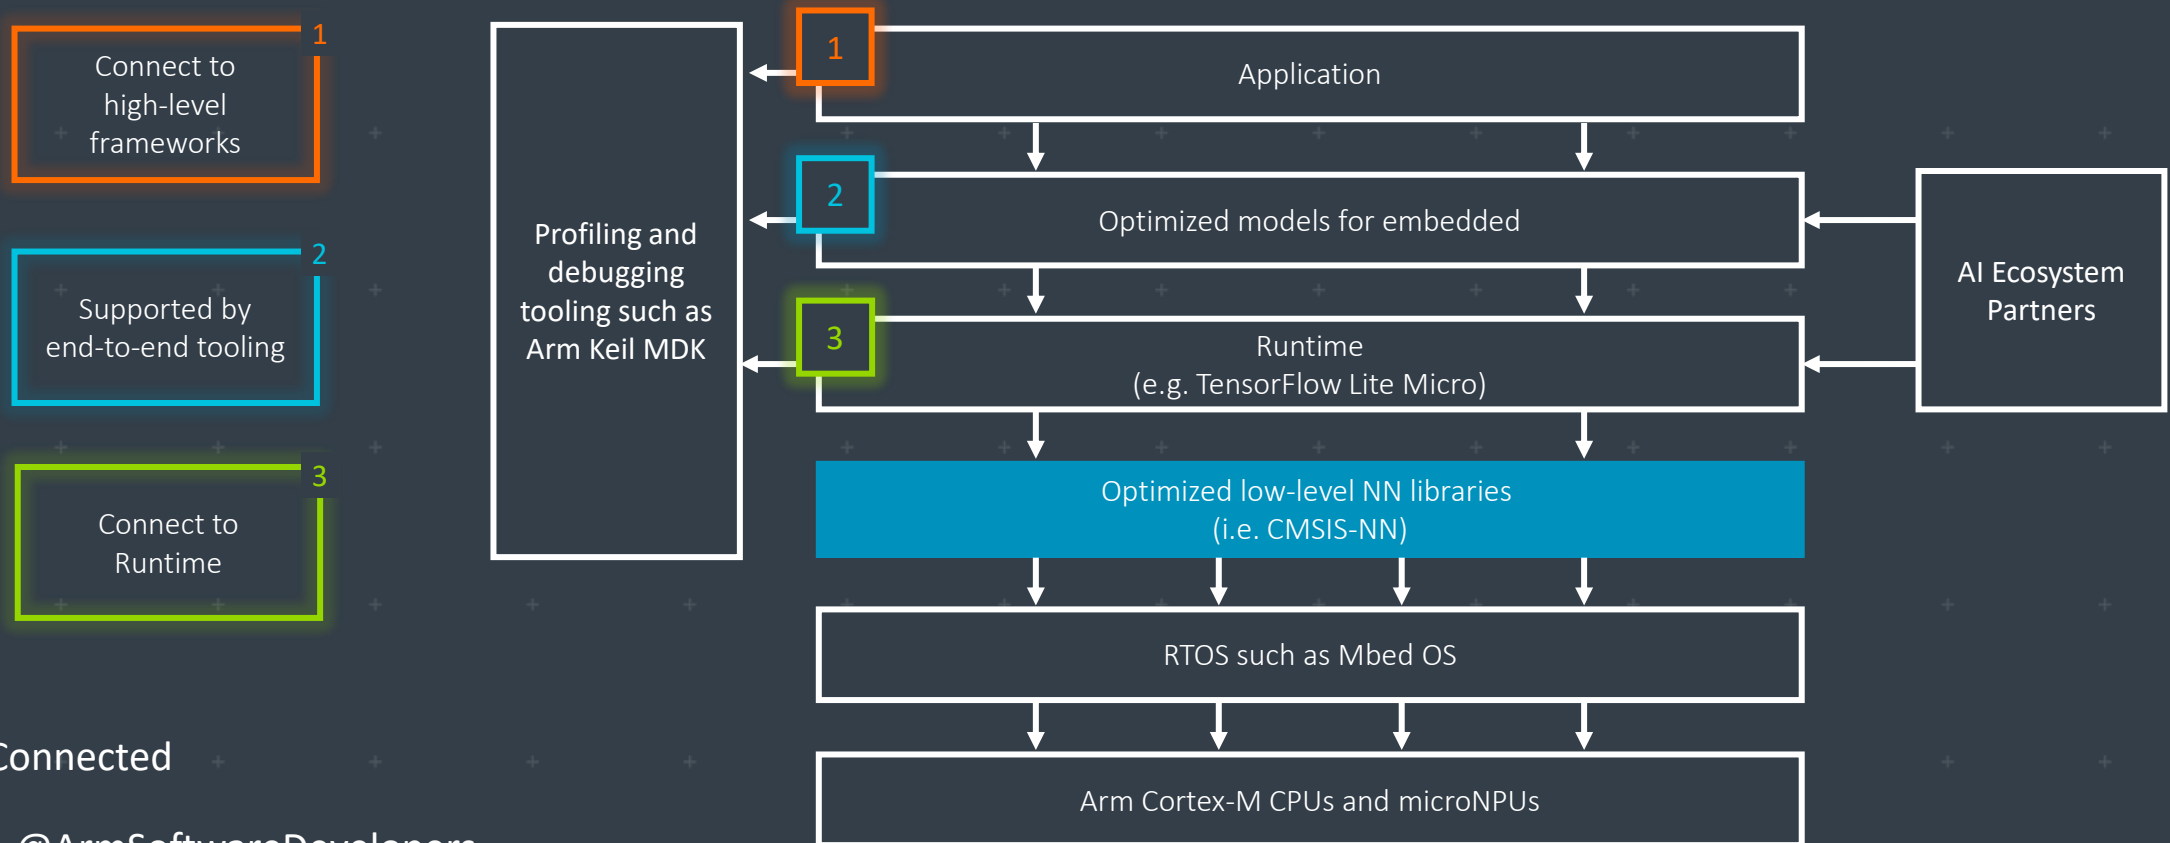 1
Connect to
high-level
frameworks
2
Supported by
end-to-end tooling
3
Connect to
Runtime
Profiling and
debugging
tooling such as
Arm Keil MDK
1
Application
2
Optimized models for embedded
3
Runtime
(e.g. TensorFlow Lite Micro)
Optimized low-level NN libraries
(i.e. CMSIS-NN)
RTOS such as Mbed OS
Arm Cortex-M CPUs and microNPUs
AI Ecosystem
Partners
Connected
@ArmSoftwareDevelopers